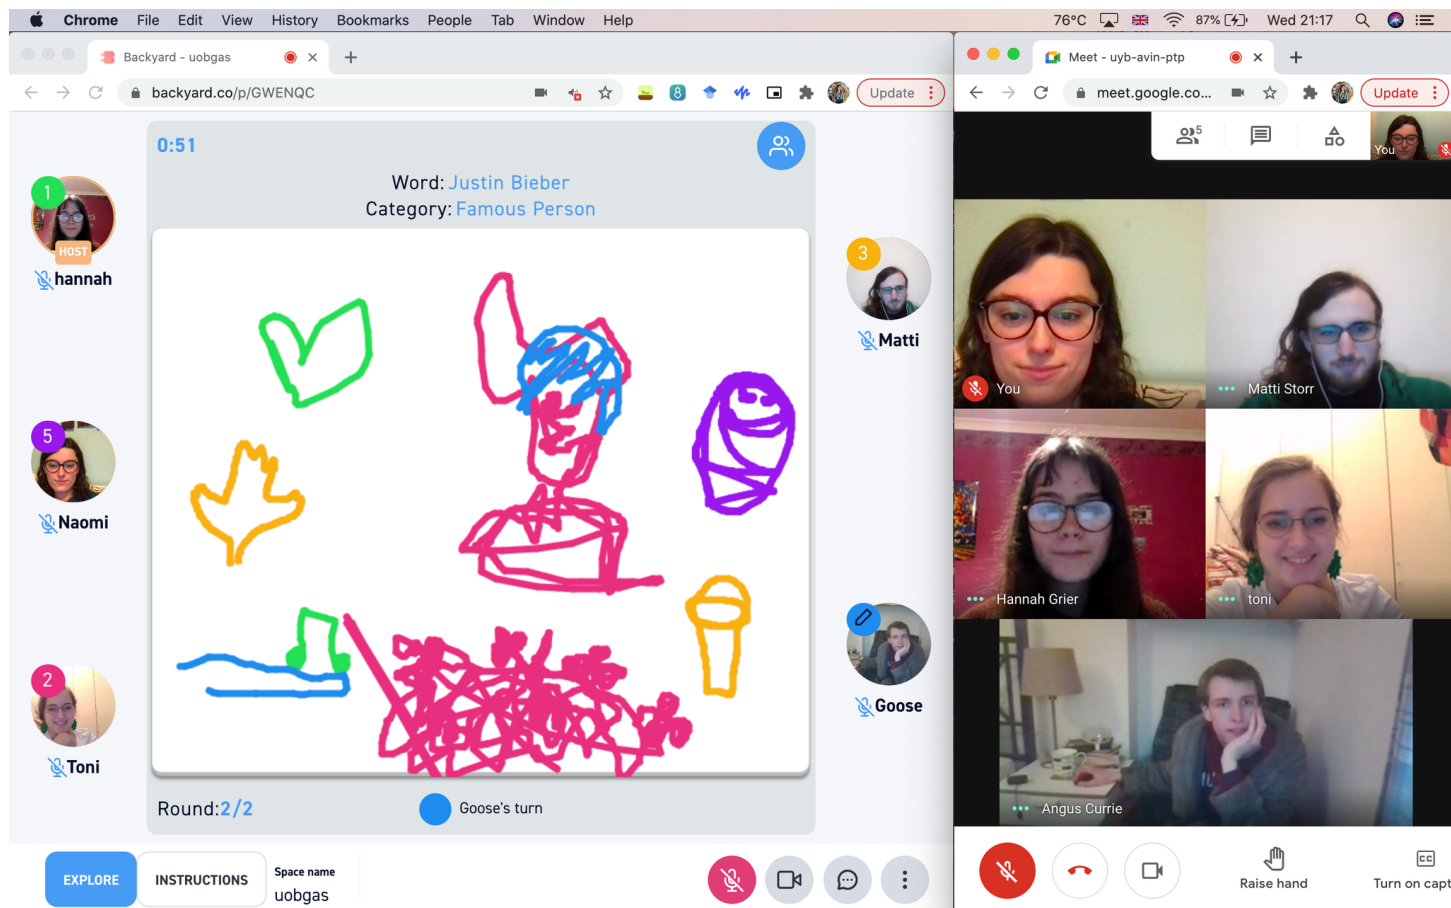 Chrome File Edit View History Bookmarks People Tab Window Help
76°C 87% Wed 21:17
Backyard - uobgas
backyard.co/p/GWENQC
Update
0:51
Word: Justin Bieber
Category: Famous Person
1
HOST
hannah
5
Naomi
2
Toni
3
Matti
Goose
Round:2/2
Goose's turn
EXPLORE
INSTRUCTIONS
Space name
uobgas
Meet - uyb-avin-ptp
meet.google.co...
Update
5
You
You
Matti Storr
Hannah Grier
toni
Angus Currie
Raise hand
CC
Turn on capt